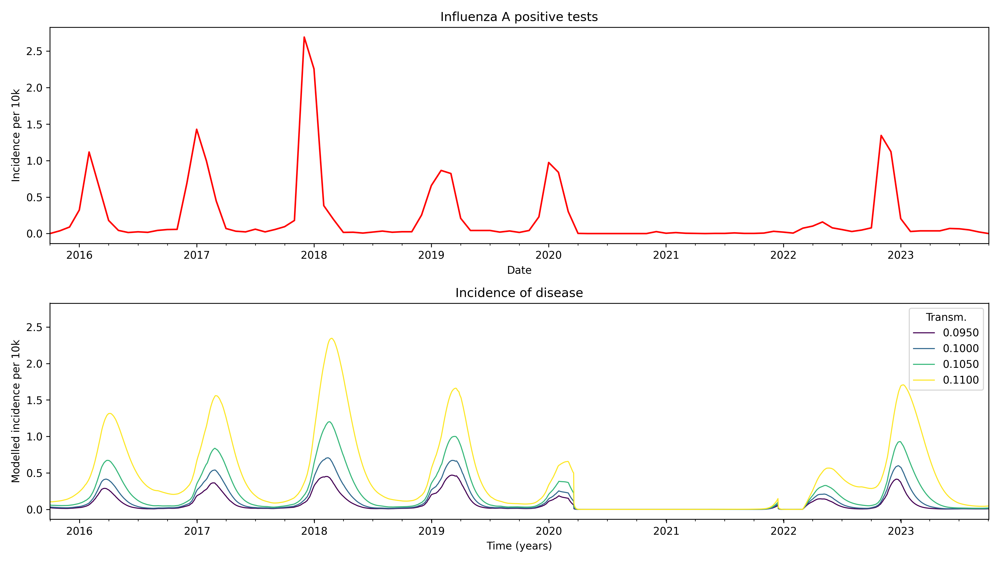 Influenza A positive tests
Incidence per 10k
2.5
2.0
1.5
1.0
0.5
0.0
2016 2017 2018 2019 2020 2021 2022 2023
Date
Incidence of disease
Modelled incidence per 10k
2.5
2.0
1.5
1.0
0.5
0.0
Transm.
0.0950
0.1000
0.1050
0.1100
2016 2017 2018 2019 2020 2021 2022 2023
Time (years)